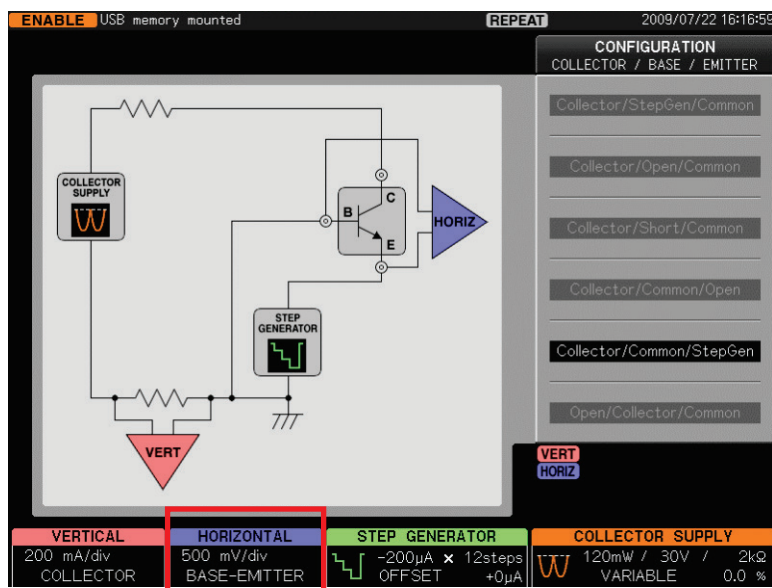 ENABLE USB memory mounted REPEAT 2009/07/22 16:16:59
CONFIGURATION
COLLECTOR / BASE / EMITTER
Collector/StepGen/Common
Collector/Open/Common
Collector/Short/Common
Collector/Common/Open
Collector/Common/StepGen
Open/Collector/Common
COLLECTOR
SUPPLY
C
B
E
HORIZ
STEP
GENERATOR
VERT
VERT
HORIZ
VERTICAL
200 mA/div
COLLECTOR
HORIZONTAL
500 mV/div
BASE-EMITTER
STEP GENERATOR
-200µA × 12steps
OFFSET +0µA
COLLECTOR SUPPLY
120mW / 30V / 2kΩ
VARIABLE 0.0 %